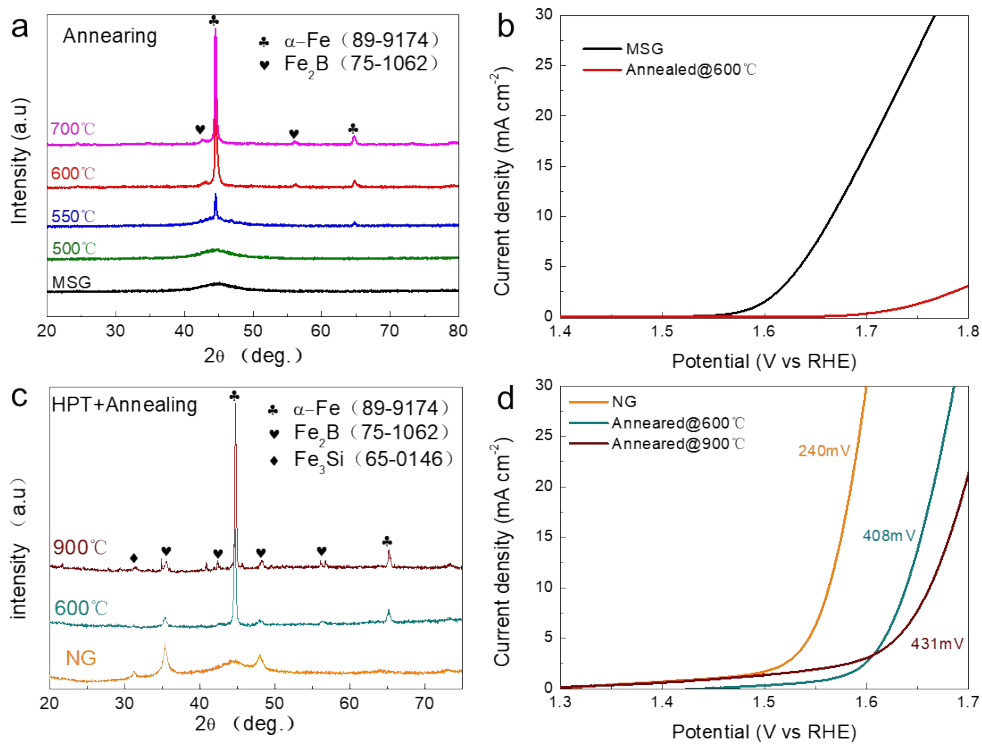 a
Annearing
♣ α-Fe（89-9174）
♥ Fe₂B（75-1062）
♣
♥
♥
♣
700℃
600℃
550℃
500℃
MSG
Intensity (a.u)
20 30 40 50 60 70 80
2θ （deg.）
b
MSG
Annealed@600℃
30
25
20
15
10
5
0
Current density (mA cm⁻²)
1.4 1.5 1.6 1.7 1.8
Potential (V vs RHE)
c
HPT+Annealing
♣ α-Fe（89-9174）
♥ Fe₂B（75-1062）
♦ Fe₃Si（65-0146）
♣
♦ ♥ ♥ ♥ ♥ ♣
900℃
600℃
NG
intensity （a.u）
20 30 40 50 60 70
2θ （deg.）
d
NG
Anneared@600℃
Anneared@900℃
240mV
408mV
431mV
30
25
20
15
10
5
0
Current density (mA cm⁻²)
1.3 1.4 1.5 1.6 1.7
Potential (V vs RHE)